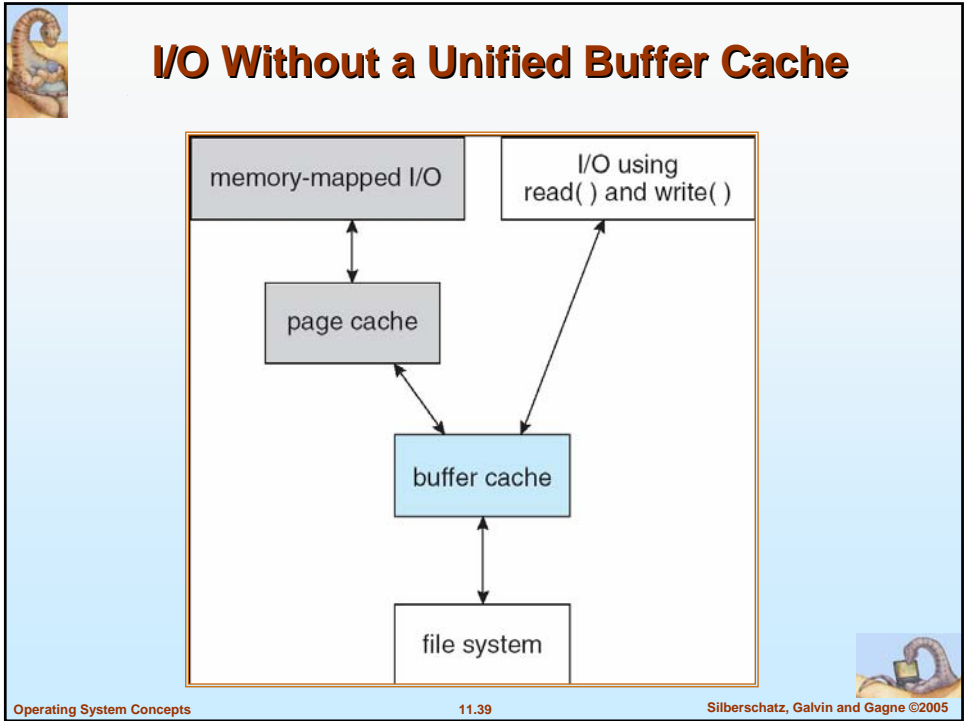 I/O Without a Unified Buffer Cache
memory-mapped I/O
I/O using
read( ) and write( )
page cache
buffer cache
file system
Operating System Concepts
11.39
Silberschatz, Galvin and Gagne ©2005